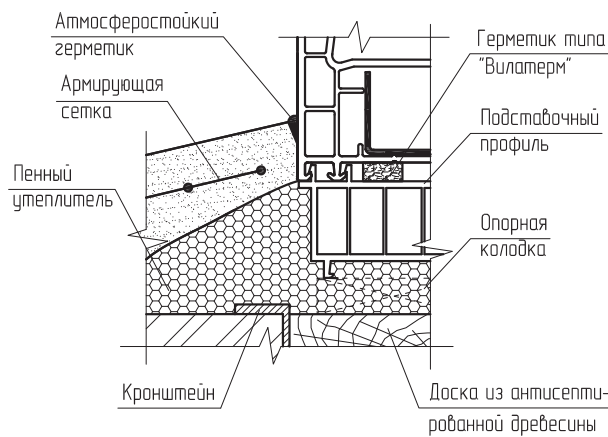 Атмосферостойкий
герметик
Армирующая
сетка
Пенный
утеплитель
Кронштейн
Герметик типа
"Вилатерм"
Подставочный
профиль
Опорная
колодка
Доска из антисепти-
рованной древесины